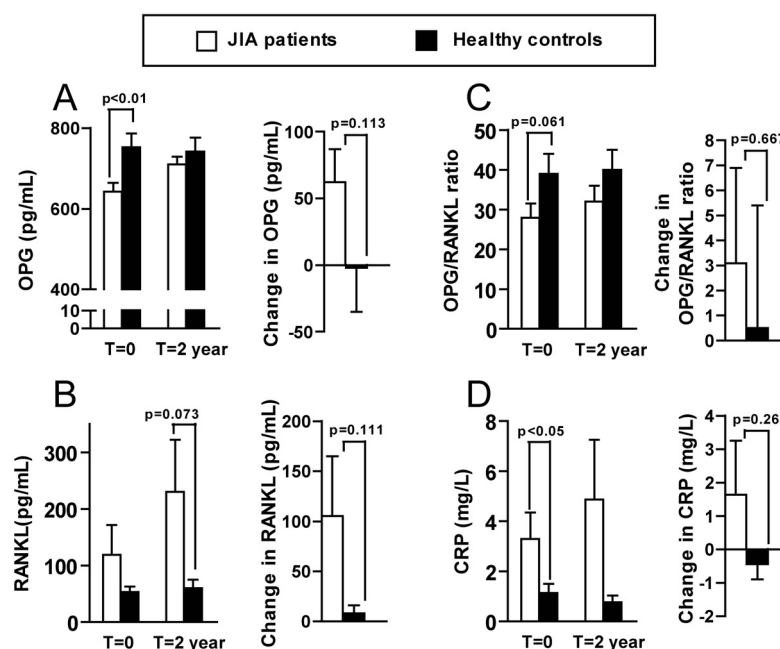 JIA patients
Healthy controls
A
p<0.01
800
600
400
10
0
OPG (pg/mL)
T=0
T=2 year
p=0.113
100
50
0
-50
Change in OPG (pg/mL)
C
p=0.061
50
40
30
20
10
0
OPG/RANKL ratio
T=0
T=2 year
p=0.667
8
7
6
5
4
3
2
1
0
Change in
OPG/RANKL ratio
B
p=0.073
300
200
100
0
RANKL(pg/mL)
T=0
T=2 year
p=0.111
200
150
100
50
0
Change in RANKL (pg/mL)
D
p<0.05
8
6
4
2
0
CRP (mg/L)
T=0
T=2 year
p=0.26
4
3
2
1
0
-1
-2
Change in CRP (mg/L)